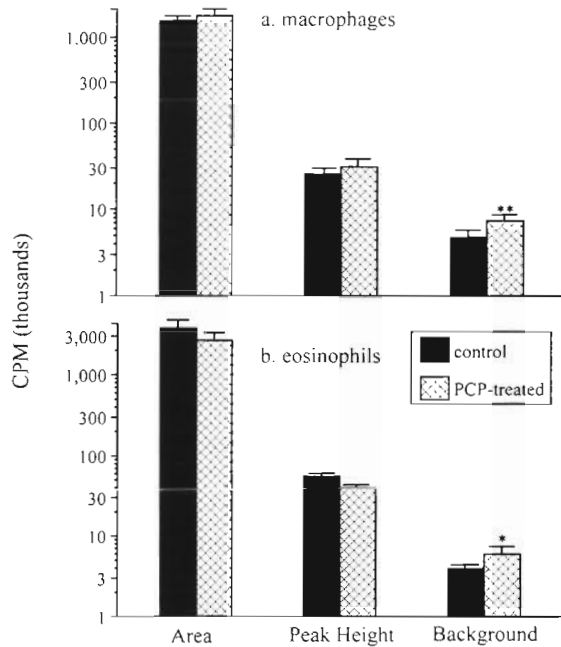 a. macrophages
1.000
300
100
30
10
3
1
**
CPM (thousands)
b. eosinophils
3,000
1,000
300
100
30
10
3
1
control
PCP-treated
*
Area Peak Height Background